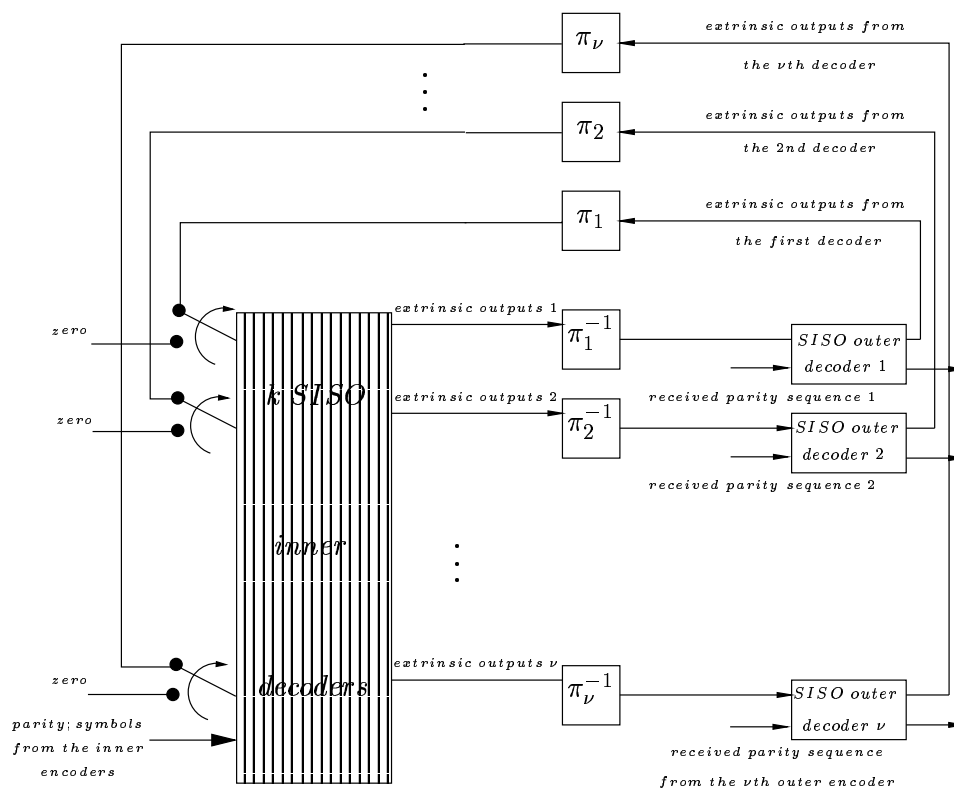 extrinsic outputs from
π_ν
the νth decoder
extrinsic outputs from
π_2
the 2nd decoder
extrinsic outputs from
π_1
the first decoder
extrinsic outputs 1
zero
π_1^{-1}
SISO outer
decoder 1
k SISO
extrinsic outputs 2
received parity sequence 1
zero
π_2^{-1}
SISO outer
decoder 2
received parity sequence 2
inner
extrinsic outputs ν
zero
decoders
π_ν^{-1}
SISO outer
decoder ν
parity; symbols
from the inner
encoders
received parity sequence
from the νth outer encoder